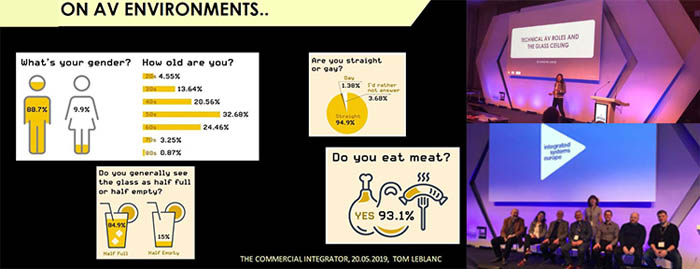 ON AV ENVIRONMENTS..
What's your gender?
88.7%
9.9%
How old are you?
20s 4.55%
30s 13.64%
40s 20.56%
50s 32.68%
60s 24.46%
70s 3.25%
80s 0.87%
Are you straight
or gay?
Gay
1.38%
I'd rather
not answer
3.68%
Straight
94.9%
Do you generally see
the glass as half full
or half empty?
84.9%
15%
Half Full
Half Empty
Do you eat meat?
YES 93.1%
THE COMMERCIAL INTEGRATOR, 20.05.2019, TOM LEBLANC
TECHNICAL AV ROLES AND
THE GLASS CEILING
integrated
systems
europe